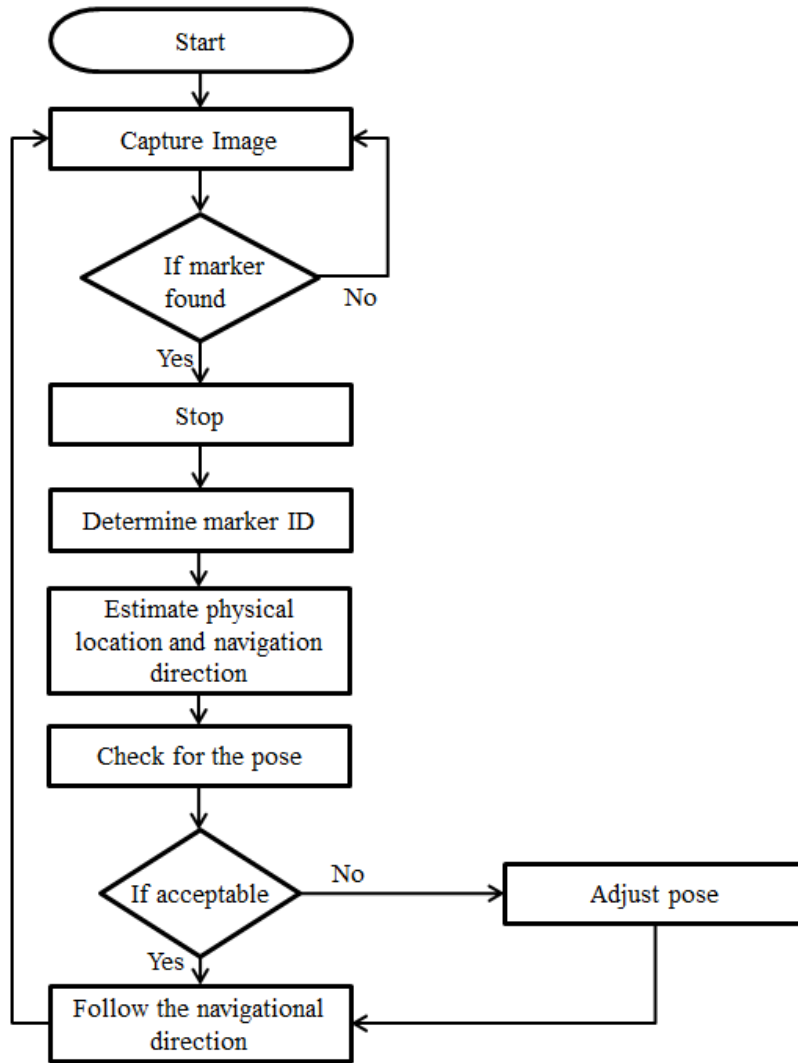 Start
Capture Image
If marker
found
No
Yes
Stop
Determine marker ID
Estimate physical
location and navigation
direction
Check for the pose
If acceptable
No
Adjust pose
Yes
Follow the navigational
direction